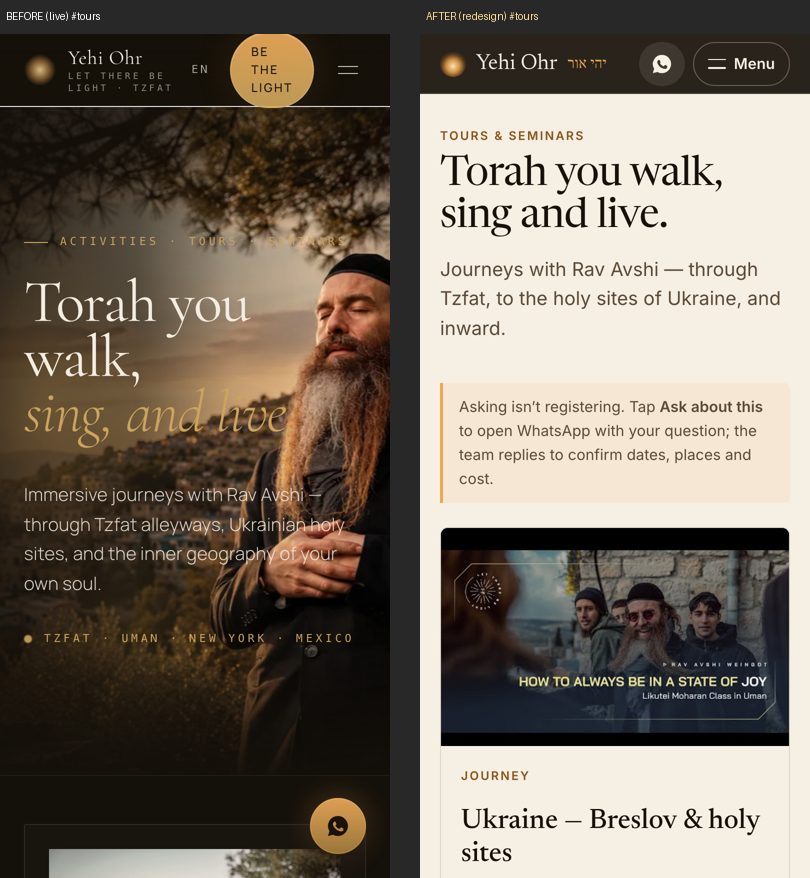 BEFORE (live) #tours
Yehi Ohr
LET THERE BE
LIGHT · TZFAT
EN
BE
THE
LIGHT
ACTIVITIES · TOURS · SEMINARS
Torah you
walk,
sing, and live
Immersive journeys with Rav Avshi —
through Tzfat alleyways, Ukrainian holy
sites, and the inner geography of your
own soul.
TZFAT · UMAN · NEW YORK · MEXICO
AFTER (redesign) #tours
Yehi Ohr יהי אור
Menu
TOURS & SEMINARS
Torah you walk,
sing and live.
Journeys with Rav Avshi — through
Tzfat, to the holy sites of Ukraine, and
inward.
Asking isn’t registering. Tap Ask about this
to open WhatsApp with your question; the
team replies to confirm dates, places and
cost.
RAV AVSHI WEINGOT
HOW TO ALWAYS BE IN A STATE OF JOY
Likutei Moharan Class in Uman
JOURNEY
Ukraine — Breslov & holy
sites